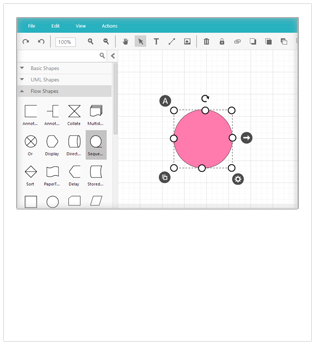 File Edit View Actions
100%
Basic Shapes
UML Shapes
Flow Shapes
Annot... Annot... Collate Multid...
Or Display Direct... Seque...
Sort PaperT... Delay Stored...
A